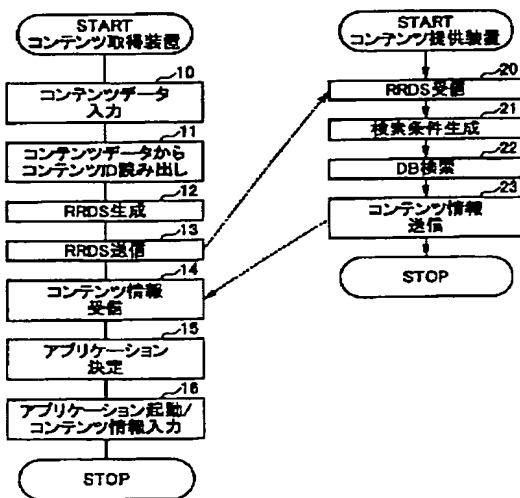 START
コンテンツ取得装置
10
コンテンツデータ
入力
11
コンテンツデータから
コンテンツID読み出し
12
RRDS生成
13
RRDS送信
14
コンテンツ情報
受信
15
アプリケーション
決定
16
アプリケーション起動/
コンテンツ情報入力
STOP
START
コンテンツ提供装置
20
RRDS受信
21
検索条件生成
22
DB検索
23
コンテンツ情報
送信
STOP